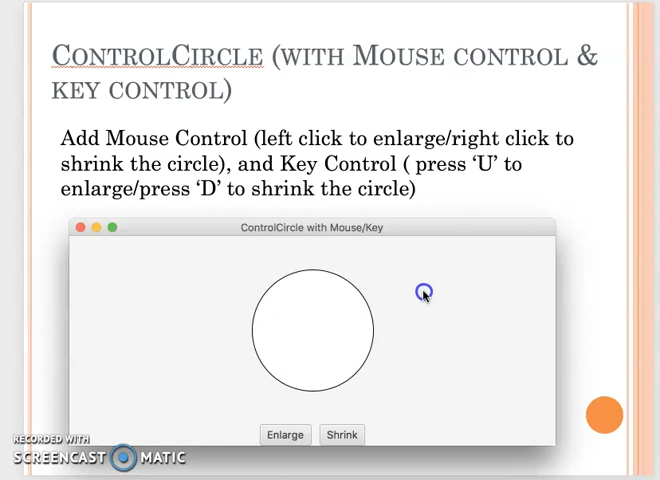 CONTROLCIRCLE (WITH MOUSE CONTROL &
KEY CONTROL)
Add Mouse Control (left click to enlarge/right click to
shrink the circle), and Key Control ( press ‘U’ to
enlarge/press ‘D’ to shrink the circle)
ControlCircle with Mouse/Key
Enlarge Shrink
RECORDED WITH
SCREENCAST MATIC